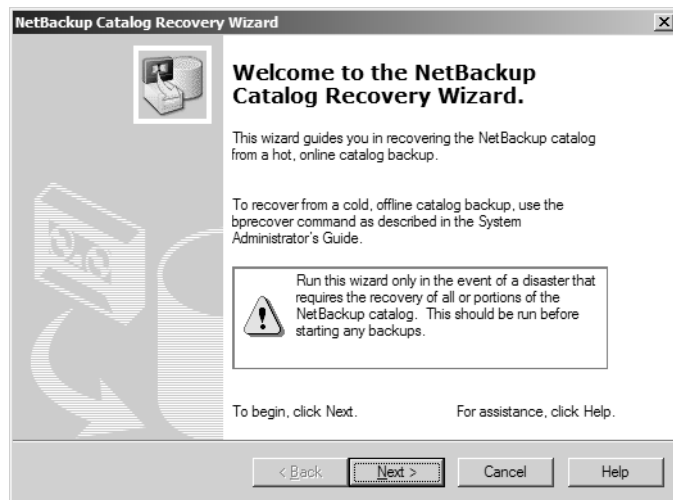 NetBackup Catalog Recovery Wizard
Welcome to the NetBackup
Catalog Recovery Wizard.
This wizard guides you in recovering the NetBackup catalog
from a hot, online catalog backup.
To recover from a cold, offline catalog backup, use the
bprecover command as described in the System
Administrator's Guide.
Run this wizard only in the event of a disaster that
requires the recovery of all or portions of the
NetBackup catalog. This should be run before
starting any backups.
To begin, click Next.
For assistance, click Help.
< Back
Next >
Cancel
Help